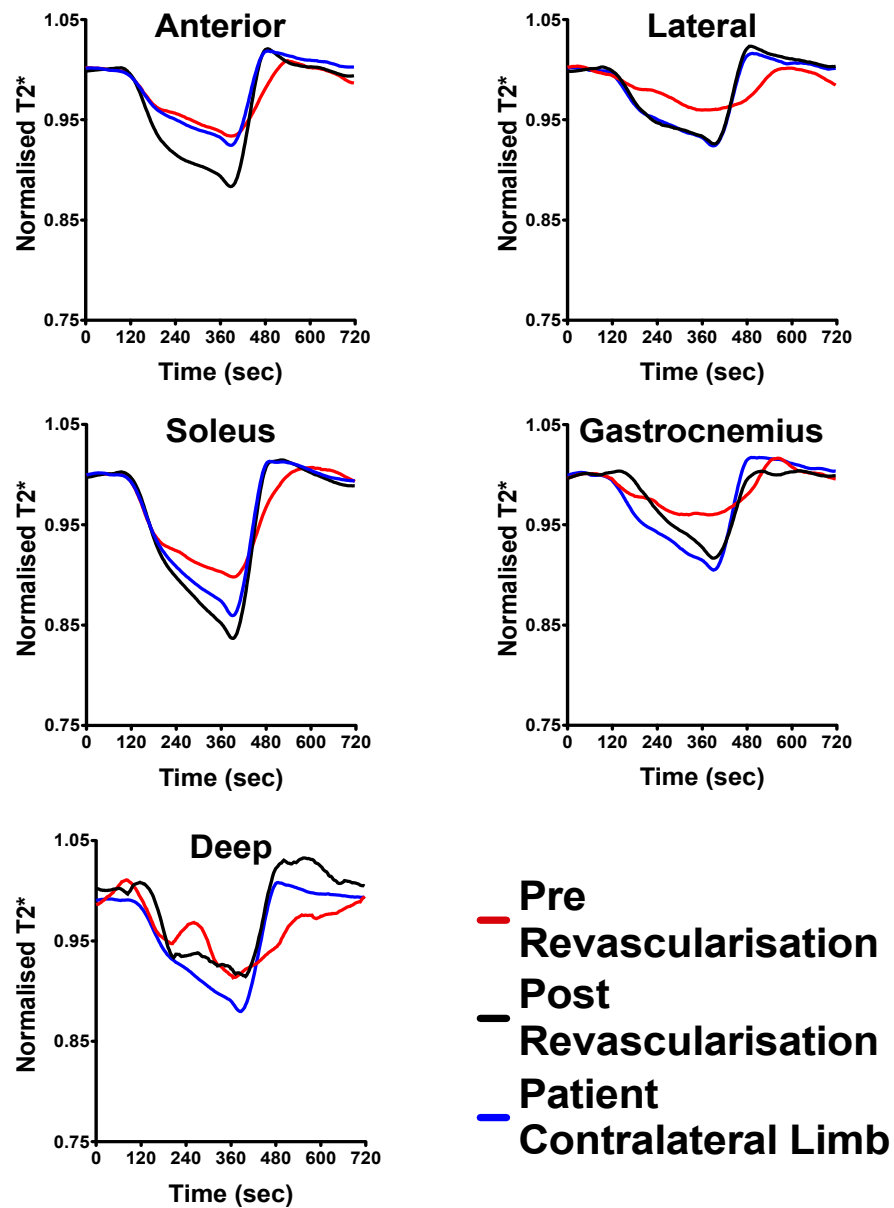 Anterior
Normalised T2*
1.05
0.95
0.85
0.75
0 120 240 360 480 600 720
Time (sec)
Lateral
Normalised T2*
1.05
0.95
0.85
0.75
0 120 240 360 480 600 720
Time (sec)
Soleus
Normalised T2*
1.05
0.95
0.85
0.75
0 120 240 360 480 600 720
Time (sec)
Gastrocnemius
Normalised T2*
1.05
0.95
0.85
0.75
0 120 240 360 480 600 720
Time (sec)
Deep
Normalised T2*
1.05
0.95
0.85
0.75
0 120 240 360 480 600 720
Time (sec)
Pre
Revascularisation
Post
Revascularisation
Patient
Contralateral Limb